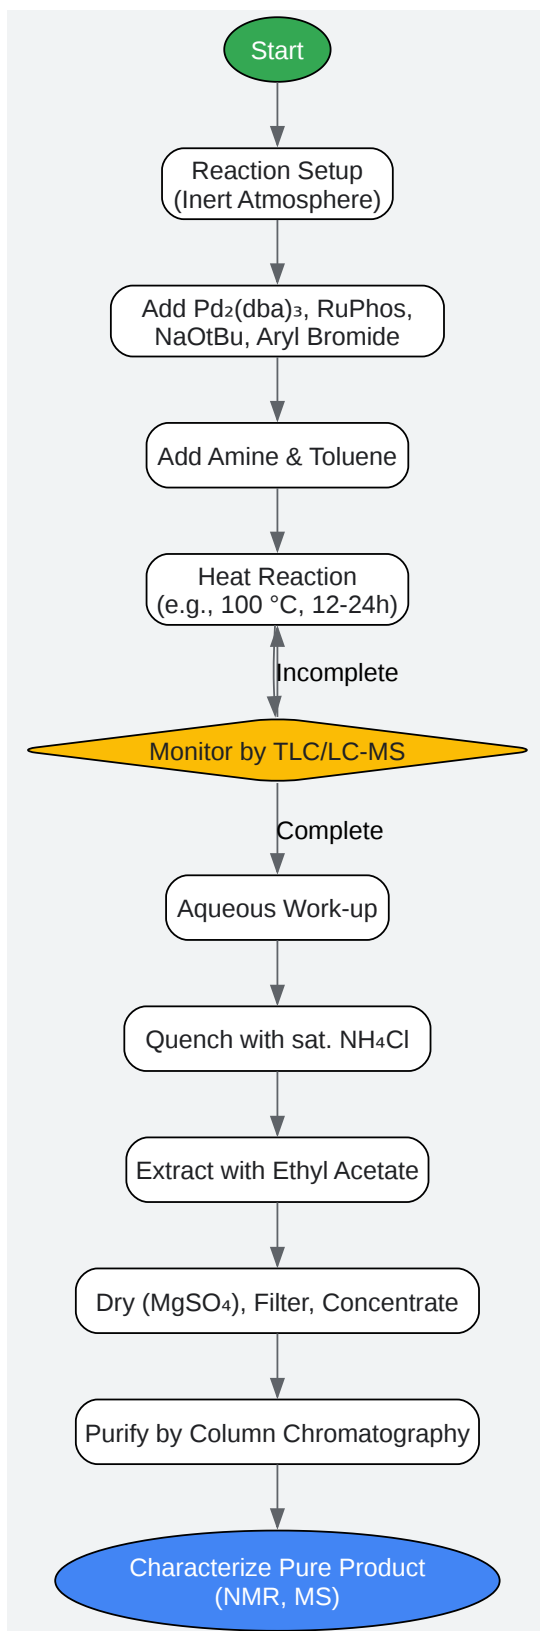 Start
Reaction Setup
(Inert Atmosphere)
Add Pd₂(dba)₃, RuPhos,
NaOtBu, Aryl Bromide
Add Amine & Toluene
Heat Reaction
(e.g., 100 °C, 12-24h)
Incomplete
Monitor by TLC/LC-MS
Complete
Aqueous Work-up
Quench with sat. NH₄Cl
Extract with Ethyl Acetate
Dry (MgSO₄), Filter, Concentrate
Purify by Column Chromatography
Characterize Pure Product
(NMR, MS)